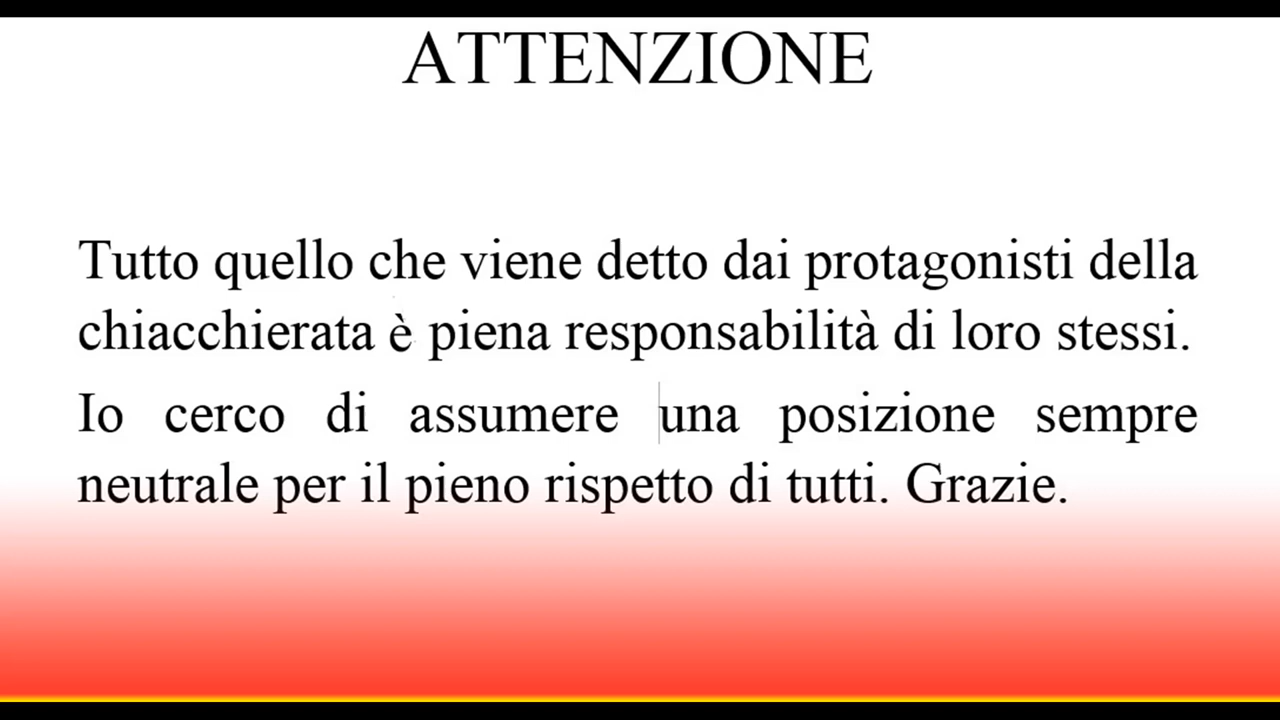 ATTENZIONE
Tutto quello che viene detto dai protagonisti della
chiacchierata è piena responsabilità di loro stessi.
Io cerco di assumere una posizione sempre
neutrale per il pieno rispetto di tutti. Grazie.